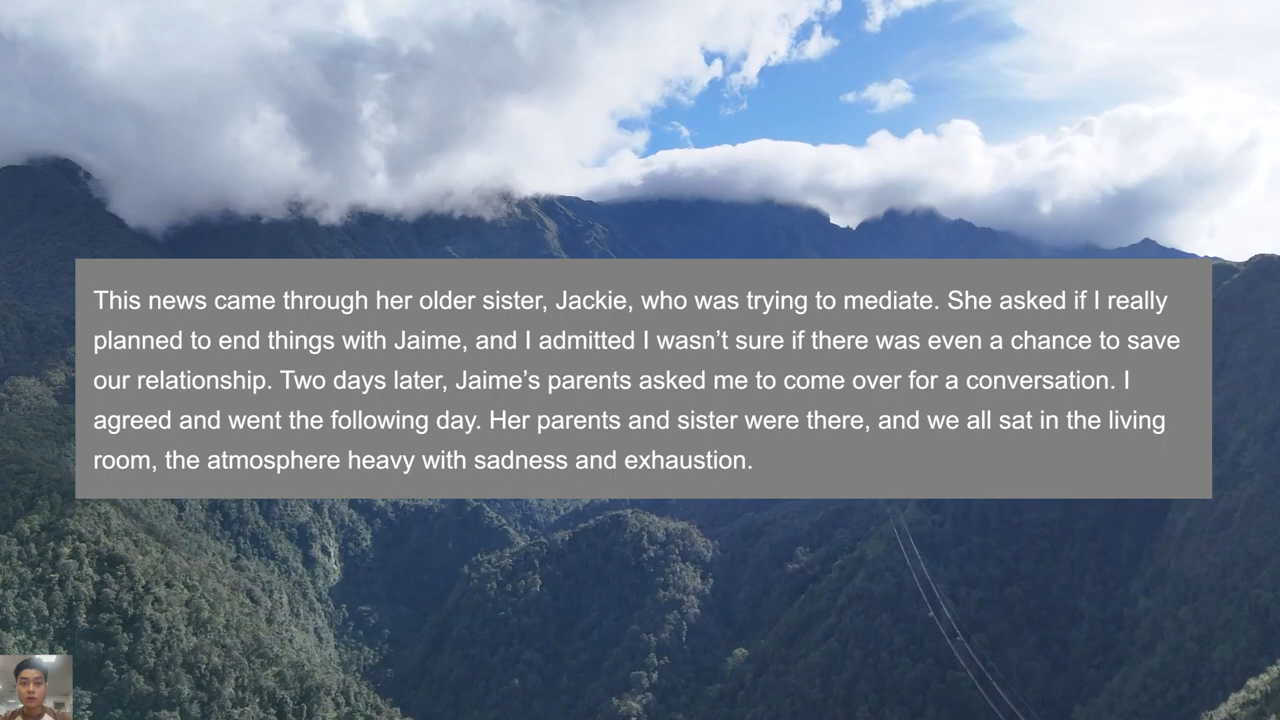 This news came through her older sister, Jackie, who was trying to mediate. She asked if I really
planned to end things with Jaime, and I admitted I wasn’t sure if there was even a chance to save
our relationship. Two days later, Jaime’s parents asked me to come over for a conversation. I
agreed and went the following day. Her parents and sister were there, and we all sat in the living
room, the atmosphere heavy with sadness and exhaustion.